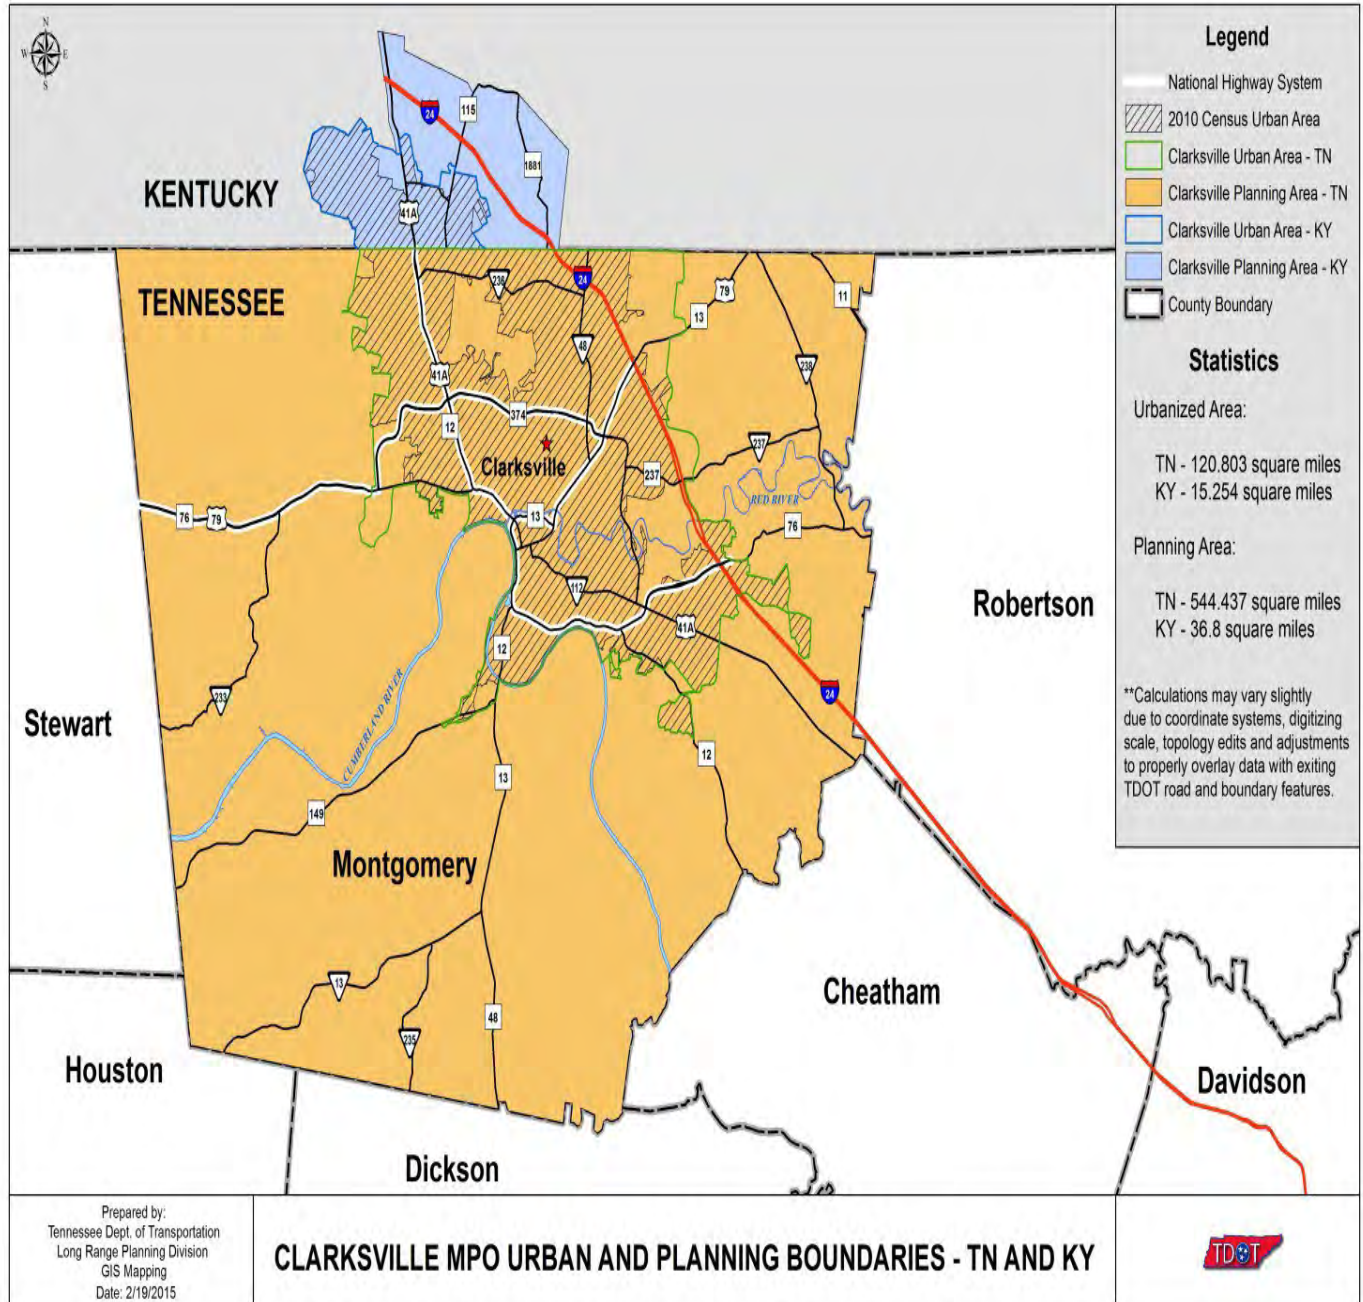 N
W E
S
KENTUCKY
TENNESSEE
24
115
1881
41A
24
236
79
13
11
48
238
41A
374
12
Clarksville
237
237
RED RIVER
76
79
13
76
112
41A
12
24
233
CUMBERLAND RIVER
12
13
149
Montgomery
13
48
235
Robertson
Stewart
Cheatham
Houston
Davidson
Dickson
Legend
National Highway System
2010 Census Urban Area
Clarksville Urban Area - TN
Clarksville Planning Area - TN
Clarksville Urban Area - KY
Clarksville Planning Area - KY
County Boundary
Statistics
Urbanized Area:
TN - 120.803 square miles
KY - 15.254 square miles
Planning Area:
TN - 544.437 square miles
KY - 36.8 square miles
**Calculations may vary slightly
due to coordinate systems, digitizing
scale, topology edits and adjustments
to properly overlay data with exiting
TDOT road and boundary features.
Prepared by:
Tennessee Dept. of Transportation
Long Range Planning Division
GIS Mapping
Date: 2/19/2015
CLARKSVILLE MPO URBAN AND PLANNING BOUNDARIES - TN AND KY
TDOT